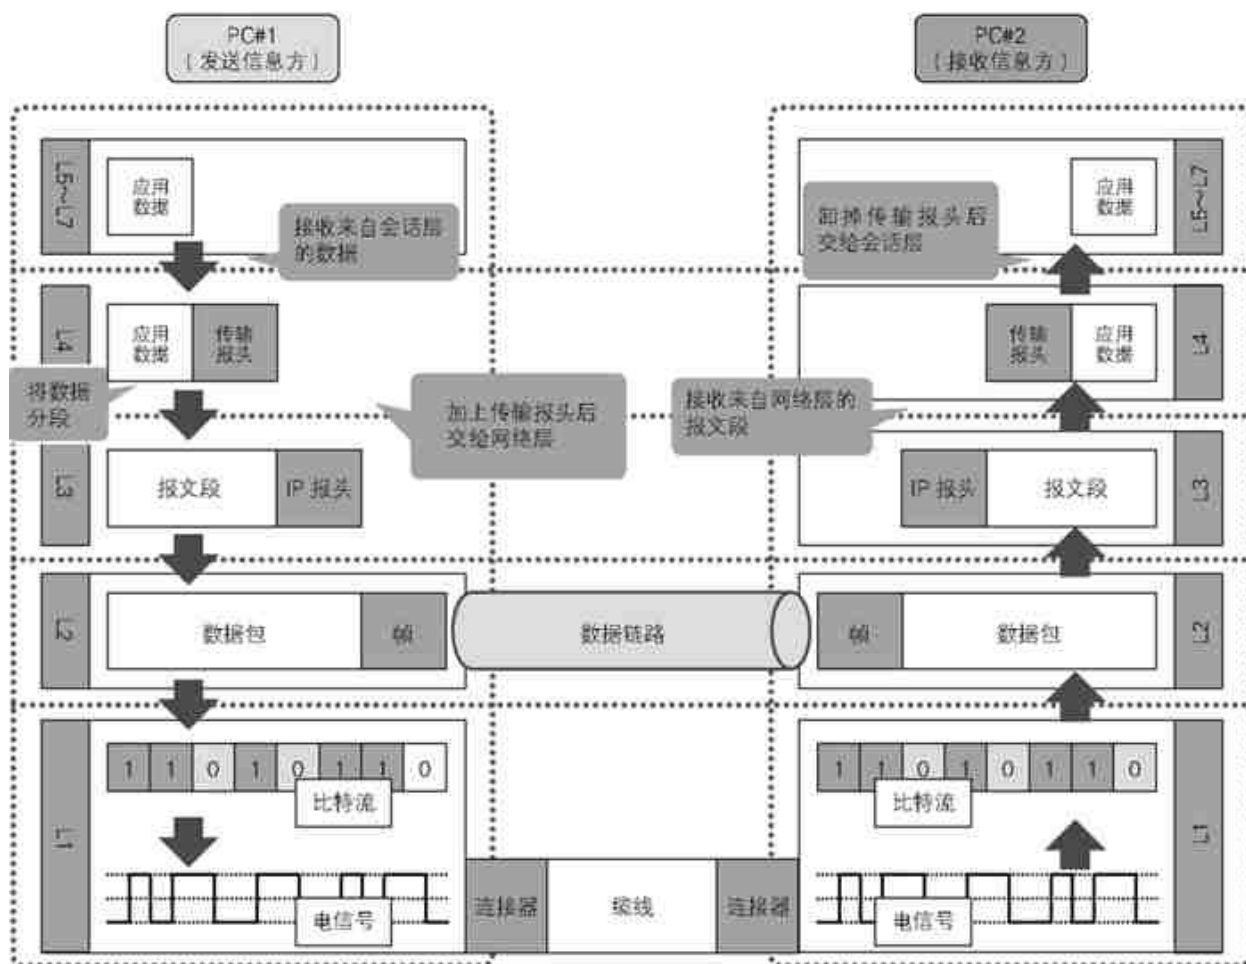 PC#1
(发送信息方)
PC#2
(接收信息方)
L5~L7
应用
数据
接收来自会话层
的数据
卸掉传输报头后
交给会话层
应用
数据
L5~L7
L4
应用
数据
传输
报头
将数据
分段
加上传输报头后
交给网络层
接收来自网络层的
报文段
传输
报头
应用
数据
L4
L3
报文段
IP 报头
IP 报头
报文段
L3
L2
数据包
帧
数据链路
帧
数据包
L2
L1
1 1 0 1 0 1 1 0
比特流
电信号
连接器
缆线
连接器
1 1 0 1 0 1 1 0
比特流
电信号
L1